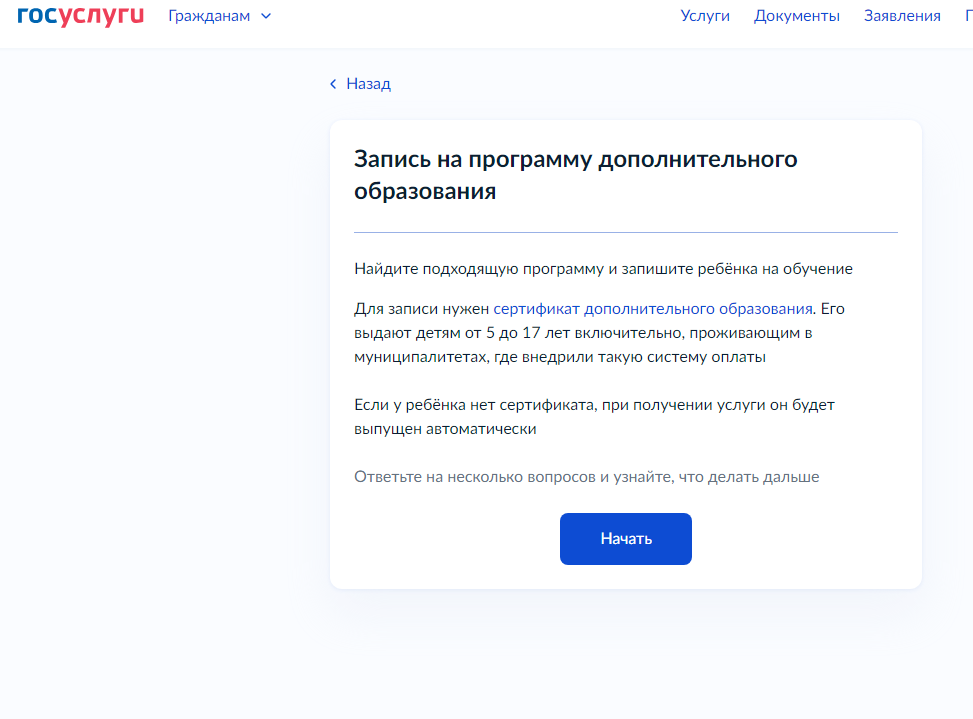 госуслуги Гражданам Услуги Документы Заявления
Назад
Запись на программу дополнительного
образования
Найдите подходящую программу и запишите ребёнка на обучение
Для записи нужен сертификат дополнительного образования. Его
выдают детям от 5 до 17 лет включительно, проживающим в
муниципалитетах, где внедрили такую систему оплаты
Если у ребёнка нет сертификата, при получении услуги он будет
выпущен автоматически
Ответьте на несколько вопросов и узнайте, что делать дальше
Начать